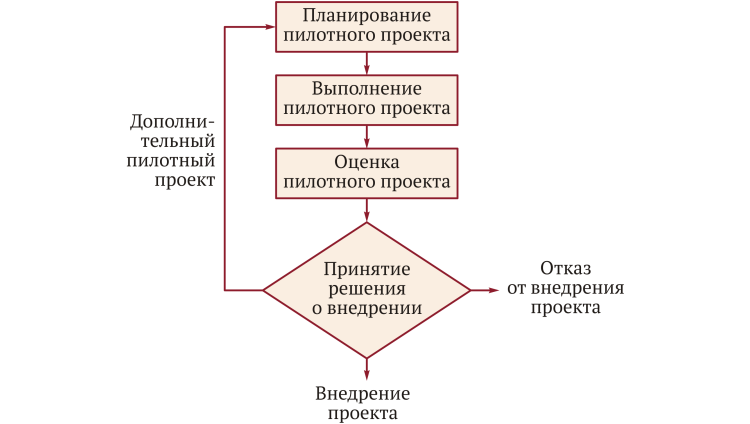 Планирование
пилотного проекта
Выполнение
пилотного проекта
Дополни-
тельный
пилотный
проект
Оценка
пилотного проекта
Принятие
решения
о внедрении
Отказ
от внедрения
проекта
Внедрение
проекта